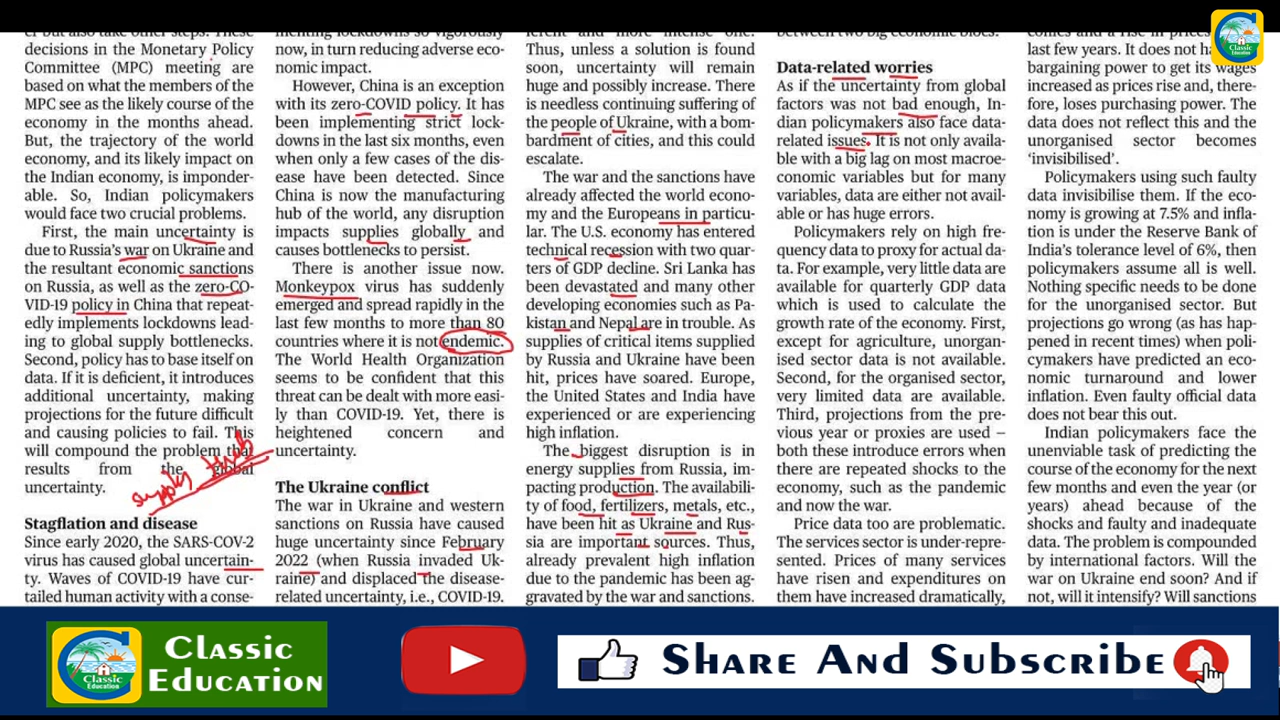 er but also take other steps. These
decisions in the Monetary Policy
Committee (MPC) meeting are
based on what the members of the
MPC see as the likely course of the
economy in the months ahead.
But, the trajectory of the world
economy, and its likely impact on
the Indian economy, is imponder-
able. So, Indian policymakers
would face two crucial problems.
First, the main uncertainty is
due to Russia's war on Ukraine and
the resultant economic sanctions
on Russia, as well as the zero-CO-
VID-19 policy in China that repeat-
edly implements lockdowns lead-
ing to global supply bottlenecks.
Second, policy has to base itself on
data. If it is deficient, it introduces
additional uncertainty, making
projections for the future difficult
and causing policies to fail. This
will compound the problem that
results from the global
uncertainty.
supply
Stagflation and disease
Since early 2020, the SARS-COV-2
virus has caused global uncertain-
ty. Waves of COVID-19 have cur-
tailed human activity with a conse-
menting lockdowns so vigorously
now, in turn reducing adverse eco-
nomic impact.
However, China is an exception
with its zero-COVID policy. It has
been implementing strict lock-
downs in the last six months, even
when only a few cases of the dis-
ease have been detected. Since
China is now the manufacturing
hub of the world, any disruption
impacts supplies globally and
causes bottlenecks to persist.
There is another issue now.
Monkeypox virus has suddenly
emerged and spread rapidly in the
last few months to more than 80
countries where it is not endemic.
The World Health Organization
seems to be confident that this
threat can be dealt with more easi-
ly than COVID-19. Yet, there is
heightened concern and
uncertainty.
The Ukraine conflict
The war in Ukraine and western
sanctions on Russia have caused
huge uncertainty since February
2022 (when Russia invaded Uk-
raine) and displaced the disease-
related uncertainty, i.e., COVID-19.
ferent and more intense one.
Thus, unless a solution is found
soon, uncertainty will remain
huge and possibly increase. There
is needless continuing suffering of
the people of Ukraine, with a bom-
bardment of cities, and this could
escalate.
The war and the sanctions have
already affected the world econo-
my and the Europeans in particu-
lar. The U.S. economy has entered
technical recession with two quar-
ters of GDP decline. Sri Lanka has
been devastated and many other
developing economies such as Pa-
kistan and Nepal are in trouble. As
supplies of critical items supplied
by Russia and Ukraine have been
hit, prices have soared. Europe,
the United States and India have
experienced or are experiencing
high inflation.
The biggest disruption is in
energy supplies from Russia, im-
pacting production. The availabili-
ty of food, fertilizers, metals, etc.,
have been hit as Ukraine and Rus-
sia are important sources. Thus,
already prevalent high inflation
due to the pandemic has been ag-
gravated by the war and sanctions.
between two big economic blocs.
Data-related worries
As if the uncertainty from global
factors was not bad enough, In-
dian policymakers also face data-
related issues. It is not only availa-
ble with a big lag on most macroe-
conomic variables but for many
variables, data are either not avail-
able or has huge errors.
Policymakers rely on high fre-
quency data to proxy for actual da-
ta. For example, very little data are
available for quarterly GDP data
which is used to calculate the
growth rate of the economy. First,
except for agriculture, unorgan-
ised sector data is not available.
Second, for the organised sector,
very limited data are available.
Third, projections from the pre-
vious year or proxies are used —
both these introduce errors when
there are repeated shocks to the
economy, such as the pandemic
and now the war.
Price data too are problematic.
The services sector is under-repre-
sented. Prices of many services
have risen and expenditures on
them have increased dramatically,
comes and a rise in prices
last few years. It does not
bargaining power to get its wages
increased as prices rise and, there-
fore, loses purchasing power. The
data does not reflect this and the
unorganised sector becomes
'invisibilised'.
Policymakers using such faulty
data invisibilise them. If the eco-
nomy is growing at 7.5% and infla-
tion is under the Reserve Bank of
India's tolerance level of 6%, then
policymakers assume all is well.
Nothing specific needs to be done
for the unorganised sector. But
projections go wrong (as has hap-
pened in recent times) when poli-
cymakers have predicted an eco-
nomic turnaround and lower
inflation. Even faulty official data
does not bear this out.
Indian policymakers face the
unenviable task of predicting the
course of the economy for the next
few months and even the year (or
years) ahead because of the
shocks and faulty and inadequate
data. The problem is compounded
by international factors. Will the
war on Ukraine end soon? And if
not, will it intensify? Will sanctions
Classic
Education
Classic
Education
Classic
Education
Share And Subscribe